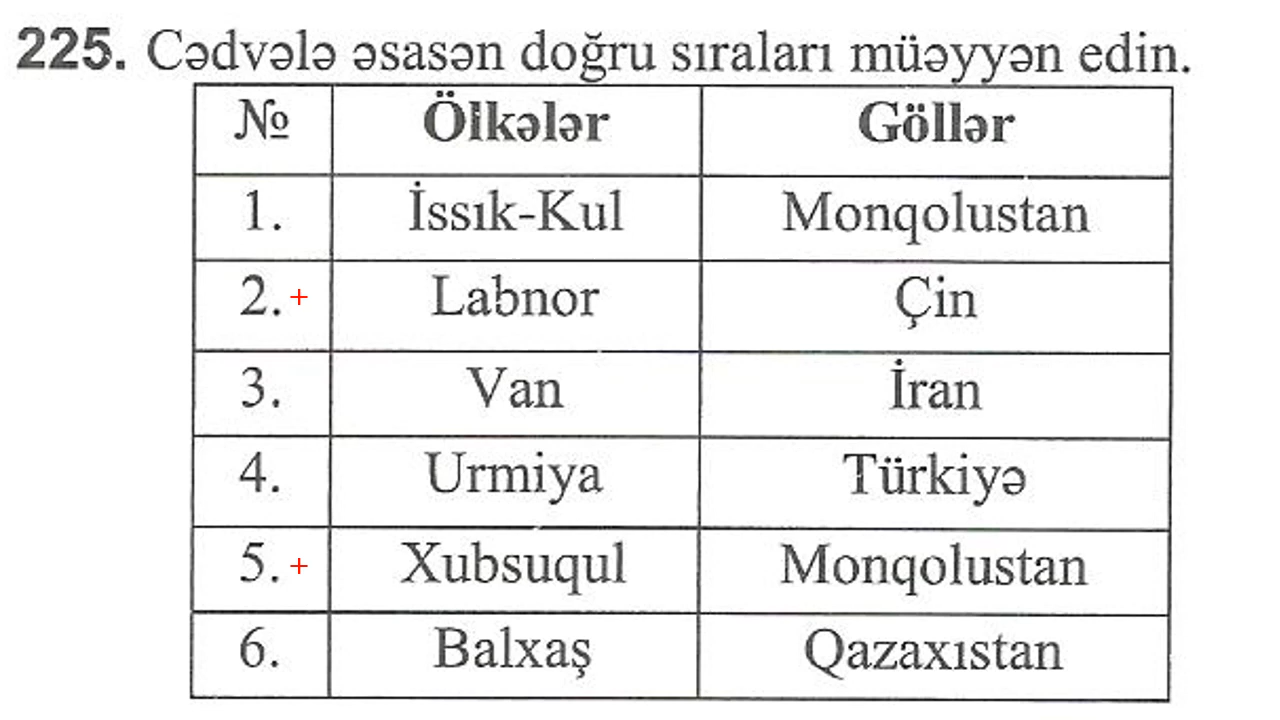 225. Cədvələ əsasən doğru sıraları müəyyən edin.
№ Ölkələr Göllər
1. İssık-Kul Monqolustan
2. + Labnor Çin
3. Van İran
4. Urmiya Türkiyə
5. + Xubsuqul Monqolustan
6. Balxaş Qazaxıstan